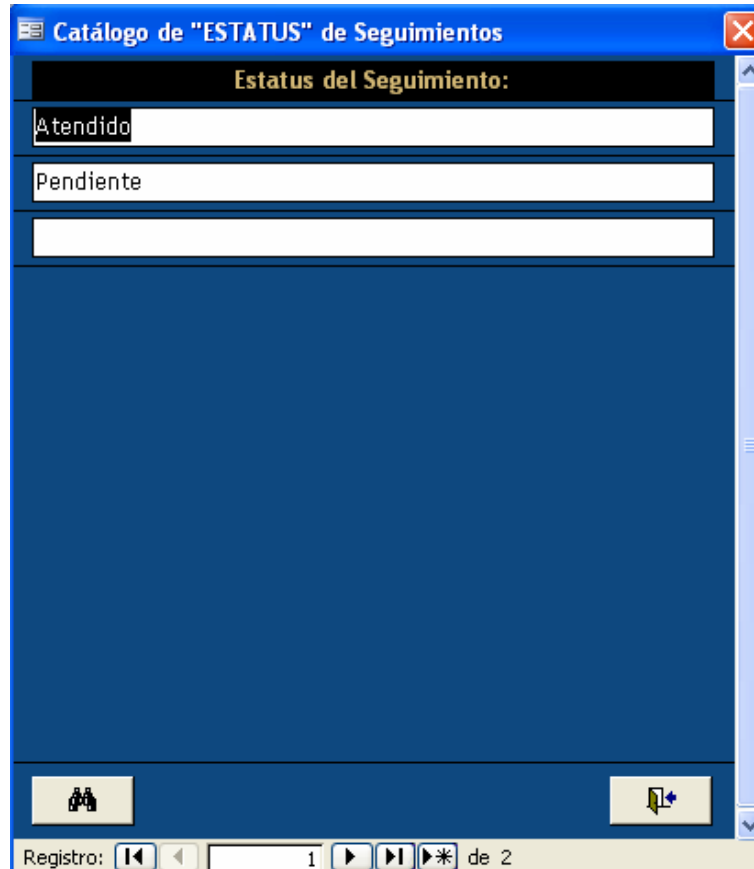 Catálogo de "ESTATUS" de Seguimientos
Estatus del Seguimiento:
Atendido
Pendiente
Registro: 1 de 2